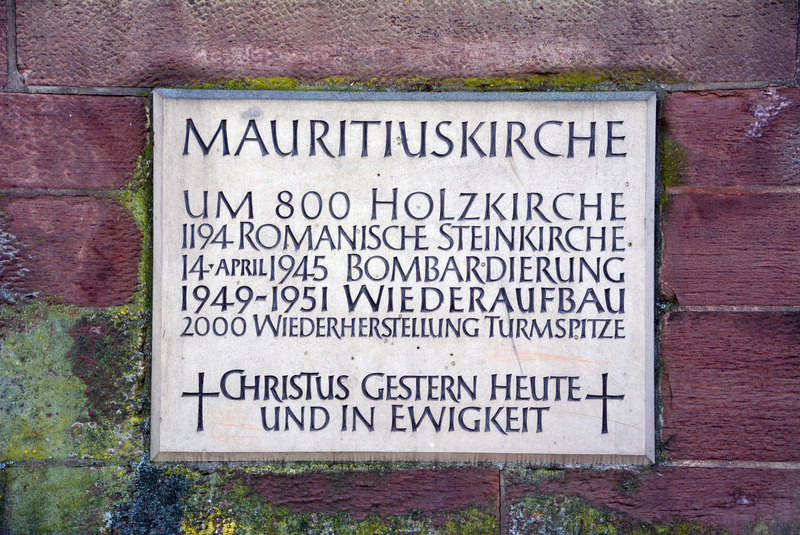 MAURITIUSKIRCHE
UM 800 HOLZKIRCHE
1194 ROMANISCHE STEINKIRCHE
14·APRIL 1945 BOMBARDIERUNG
1949-1951 WIEDERAUFBAU
2000 WIEDERHERSTELLUNG TURMSPITZE
CHRISTUS GESTERN HEUTE
UND IN EWIGKEIT